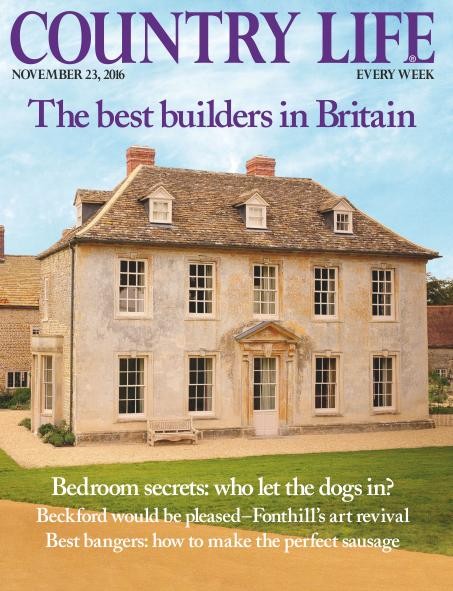 COUNTRY LIFE®
NOVEMBER 23, 2016 EVERY WEEK
The best builders in Britain
Bedroom secrets: who let the dogs in?
Beckford would be pleased–Fonthill's art revival
Best bangers: how to make the perfect sausage